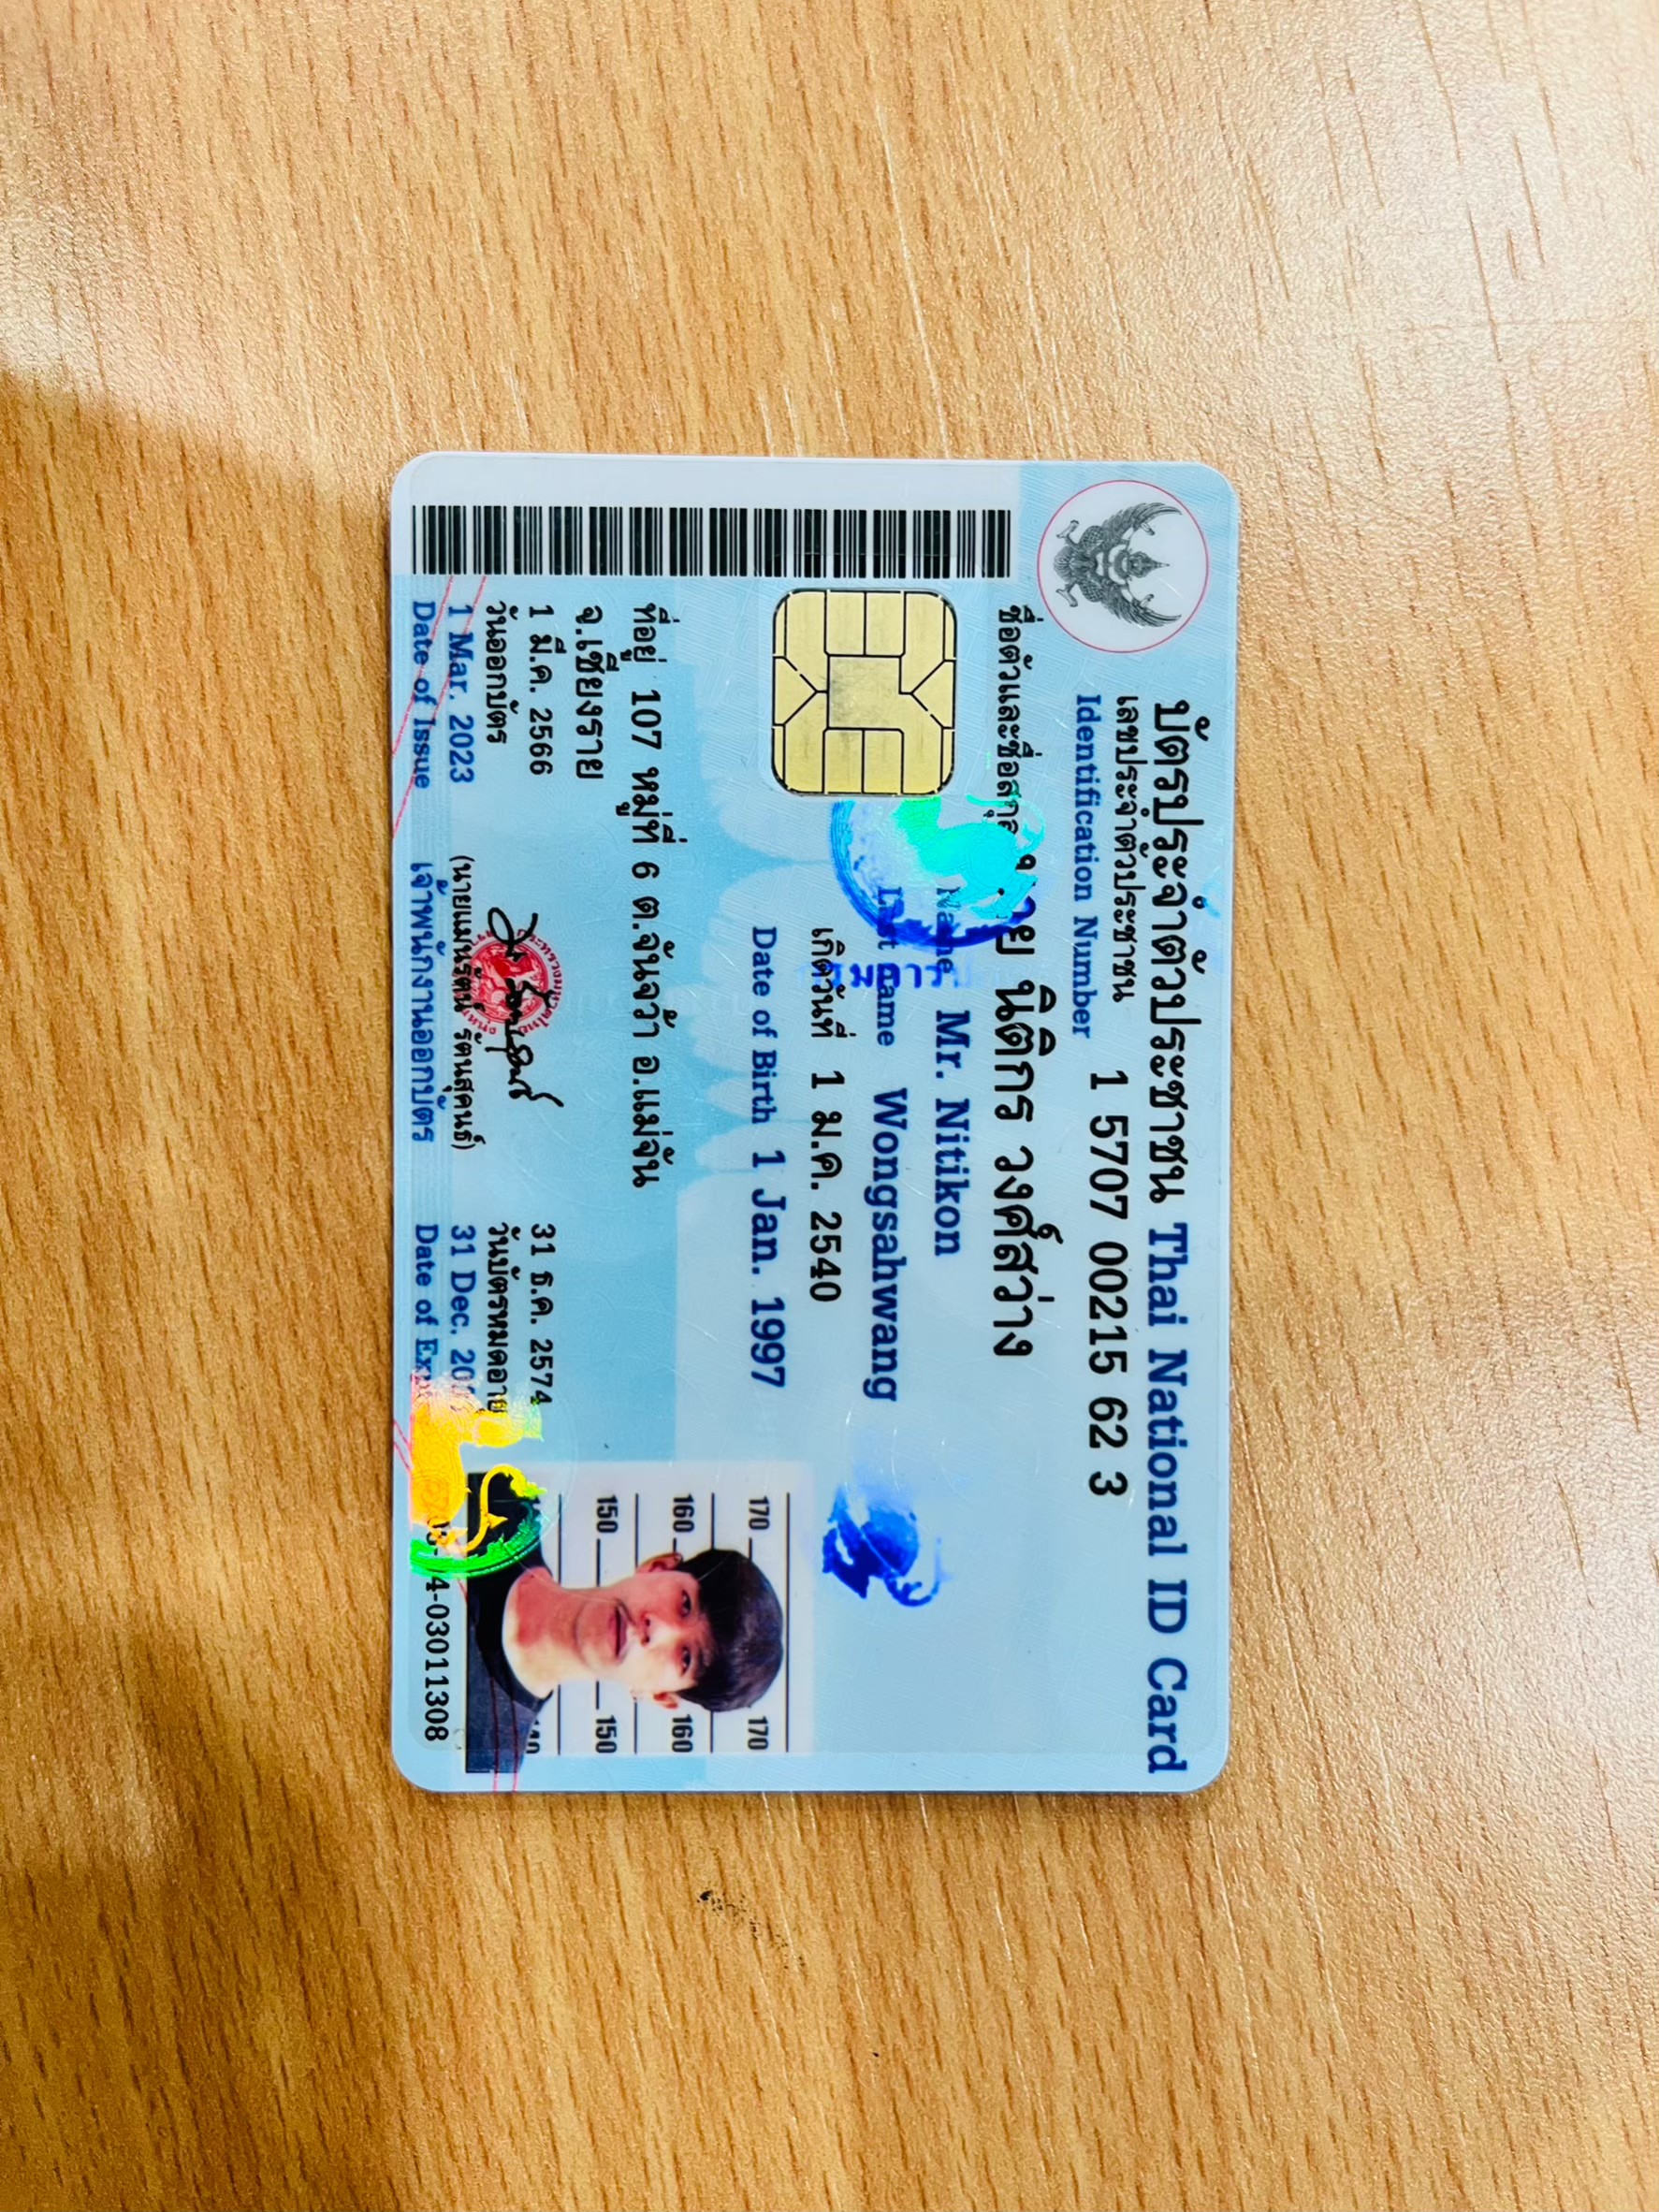 บัตรประจำตัวประชาชน Thai National ID Card
เลขประจำตัวประชาชน 1 5707 00215 62 3
Identification Number
ชื่อตัวและชื่อสกุล นิติกร วงศ์สว่าง
Name Mr. Nitikon
Last name Wongsahwang
เกิดวันที่ 1 ม.ค. 2540
Date of Birth 1 Jan. 1997
ที่อยู่ 107 หมู่ที่ 6 ต.จันจว้า อ.แม่จัน
จ.เชียงราย
1 มี.ค. 2566
วันออกบัตร
1 Mar. 2023
Date of Issue
(นายแมนรัตน์ รัตนสุคนธ์)
เจ้าพนักงานออกบัตร
31 ธ.ค. 2574
วันบัตรหมดอายุ
31 Dec.
Date of
170 170
160 160
150 150
4-03011308